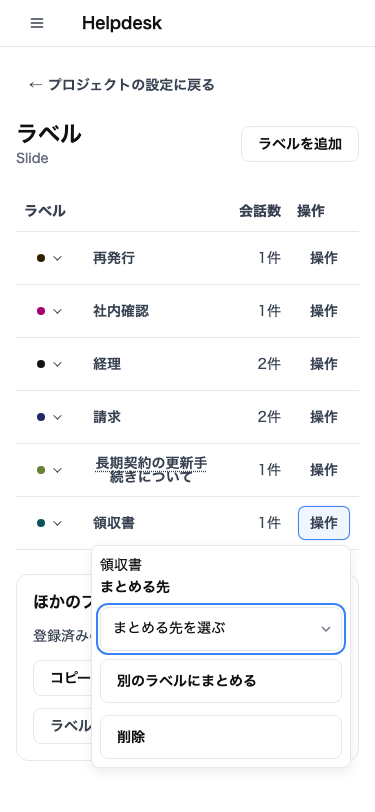 Helpdesk
← プロジェクトの設定に戻る
ラベル
Slide
ラベルを追加
ラベル 会話数 操作
再発行 1件 操作
社内確認 1件 操作
経理 2件 操作
請求 2件 操作
長期契約の更新手
続きについて 1件 操作
領収書 1件 操作
領収書
まとめる先
まとめる先を選ぶ
別のラベルにまとめる
削除
ほかの
登録済み
コピー
ラベル